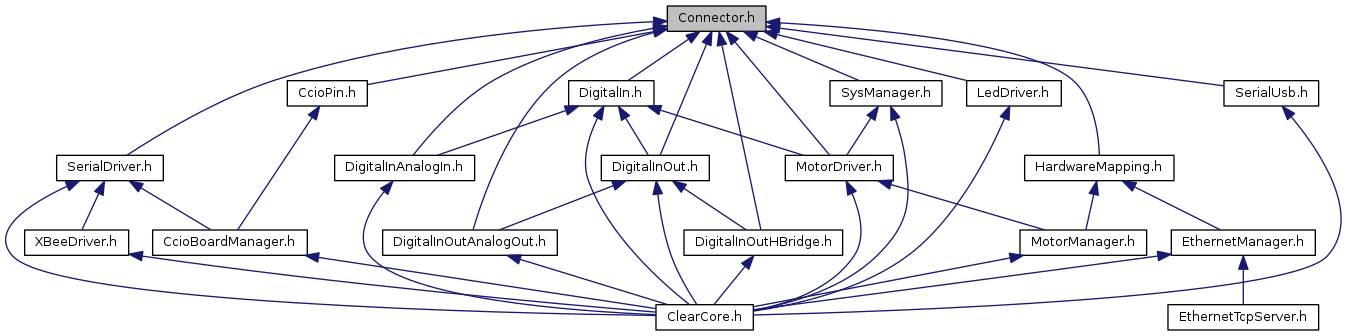 Connector.h
CcioPin.h
DigitalIn.h
SysManager.h
LedDriver.h
SerialUsb.h
SerialDriver.h
DigitalInAnalogIn.h
DigitalInOut.h
MotorDriver.h
HardwareMapping.h
XBeeDriver.h
CcioBoardManager.h
DigitalInOutAnalogOut.h
DigitalInOutHBridge.h
MotorManager.h
EthernetManager.h
ClearCore.h
EthernetTcpServer.h